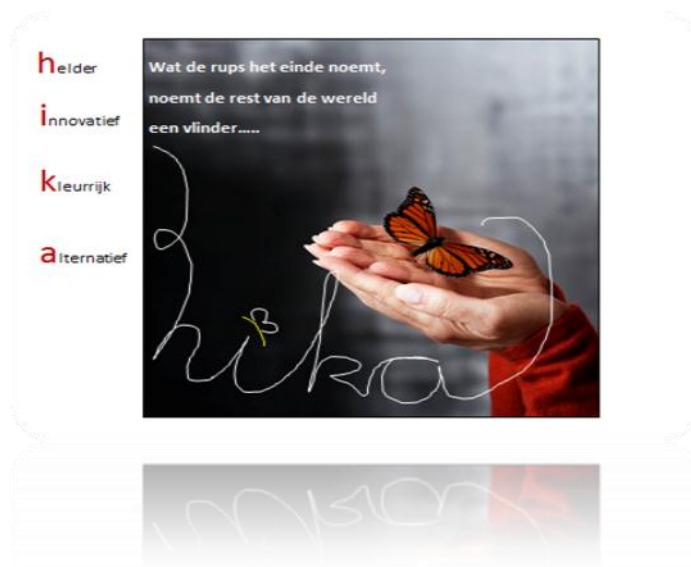 helder
innovatief
kleurrijk
alternatief
Wat de rups het einde noemt,
noemt de rest van de wereld
een vlinder.....
hika